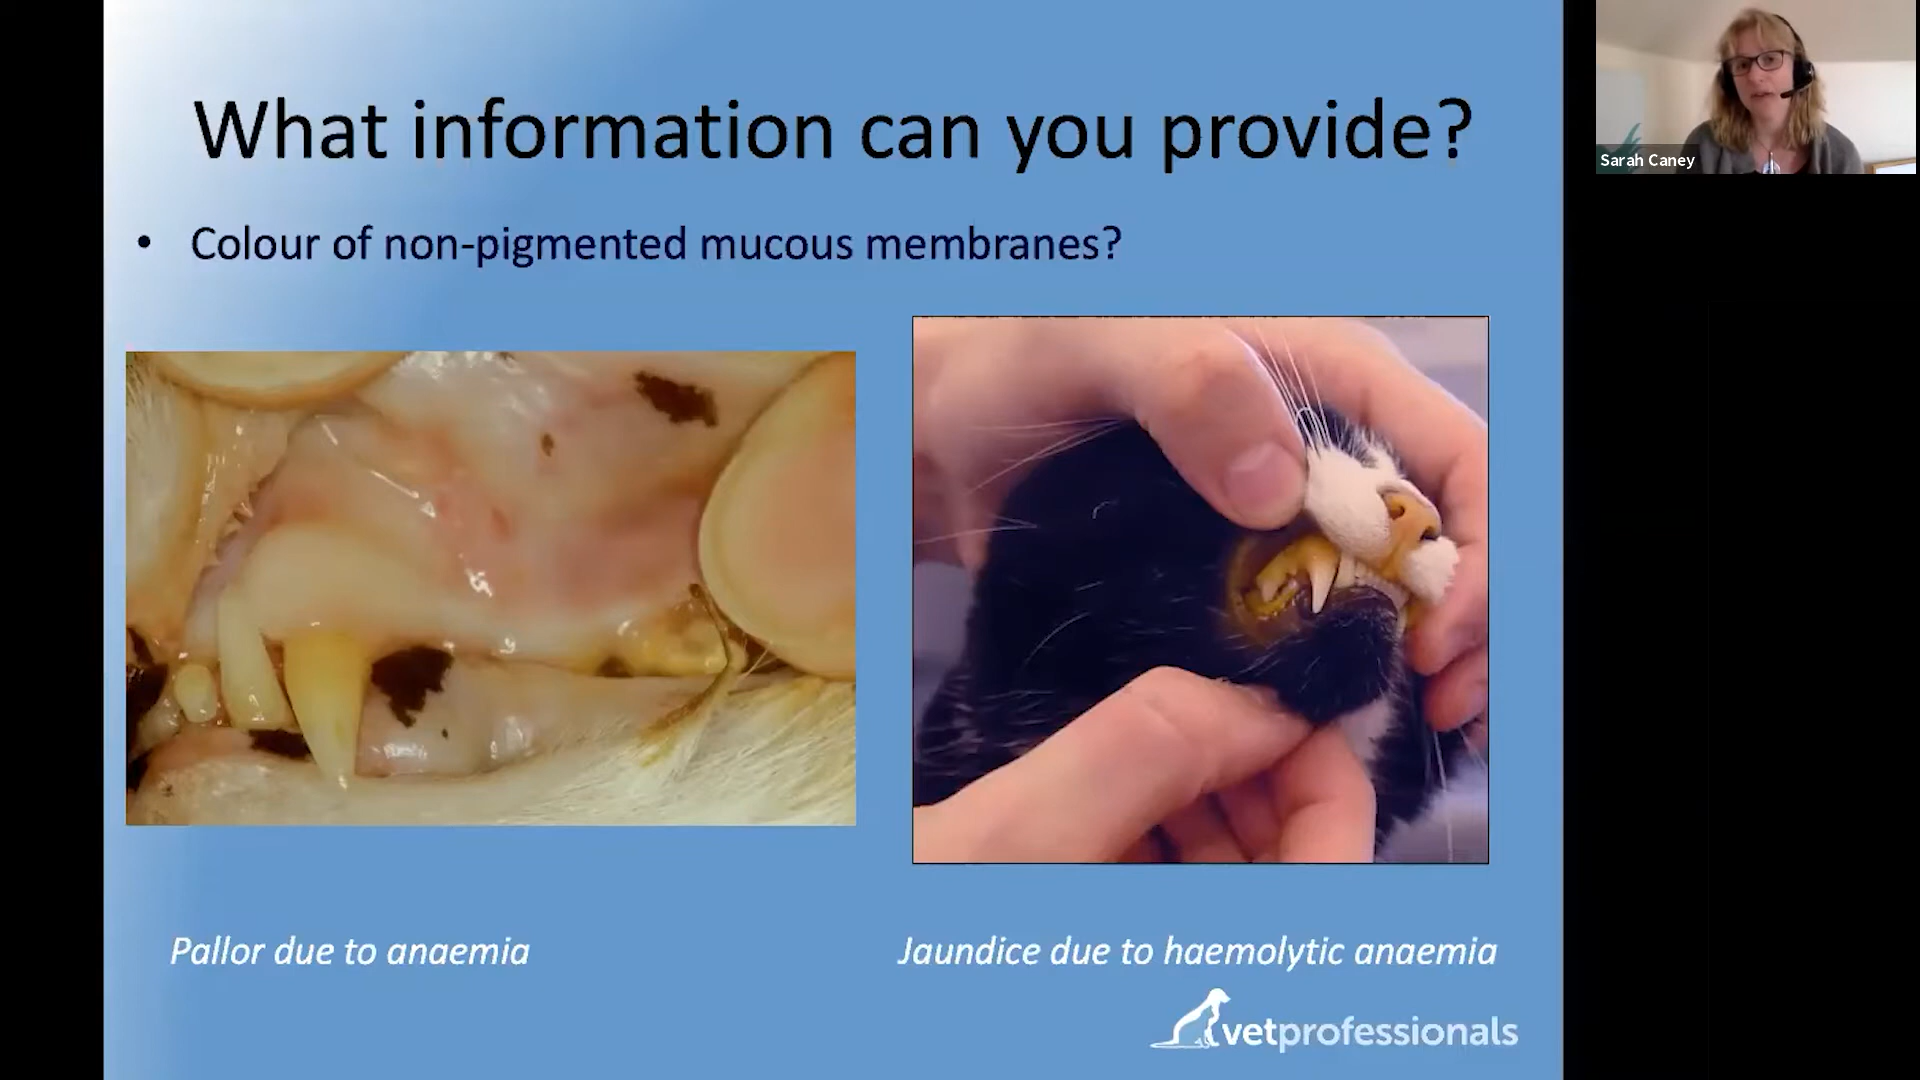 What information can you provide?
• Colour of non-pigmented mucous membranes?
Pallor due to anaemia
Jaundice due to haemolytic anaemia
vetprofessionals
Sarah Caney